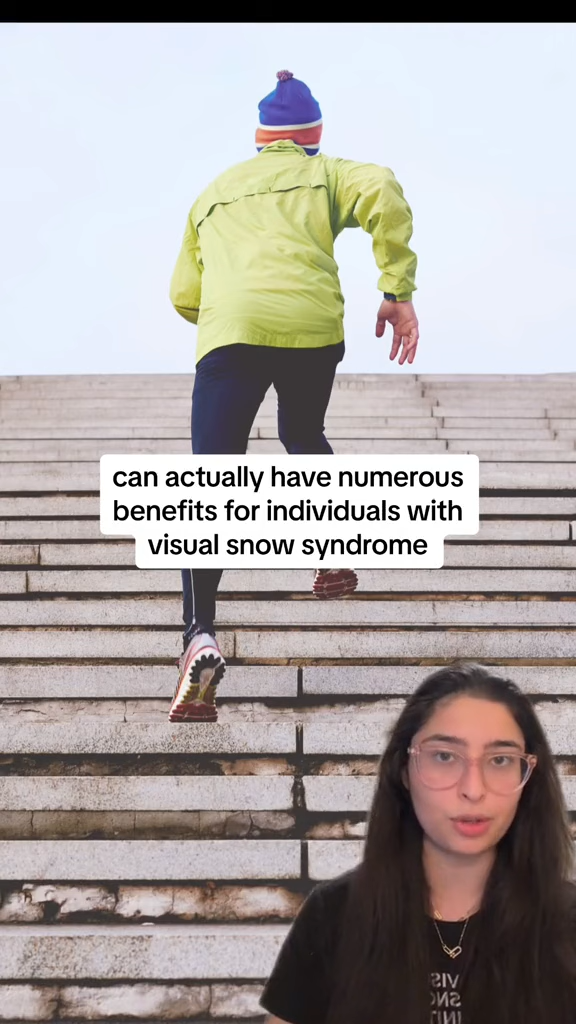 can actually have numerous
benefits for individuals with
visual snow syndrome